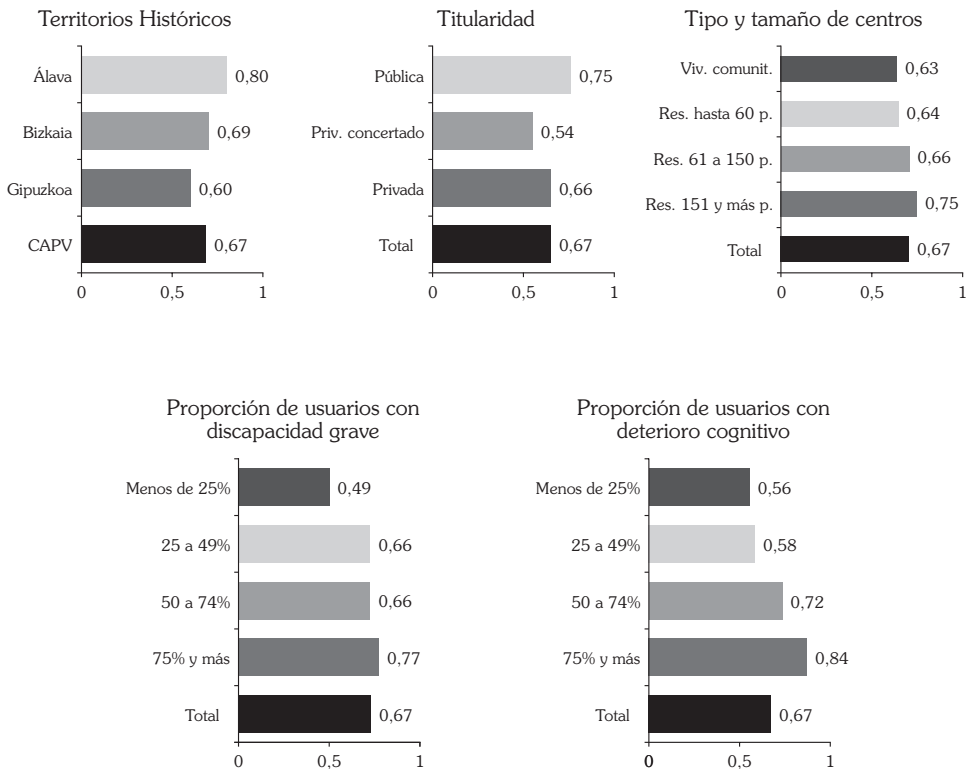 Territorios Históricos
Álava 0,80
Bizkaia 0,69
Gipuzkoa 0,60
CAPV 0,67
0 0,5 1
Titularidad
Pública 0,75
Priv. concertado 0,54
Privada 0,66
Total 0,67
0 0,5 1
Tipo y tamaño de centros
Viv. comunit. 0,63
Res. hasta 60 p. 0,64
Res. 61 a 150 p. 0,66
Res. 151 y más p. 0,75
Total 0,67
0 0,5 1
Proporción de usuarios con
discapacidad grave
Menos de 25% 0,49
25 a 49% 0,66
50 a 74% 0,66
75% y más 0,77
Total 0,67
0 0,5 1
Proporción de usuarios con
deterioro cognitivo
Menos de 25% 0,56
25 a 49% 0,58
50 a 74% 0,72
75% y más 0,84
Total 0,67
0 0,5 1